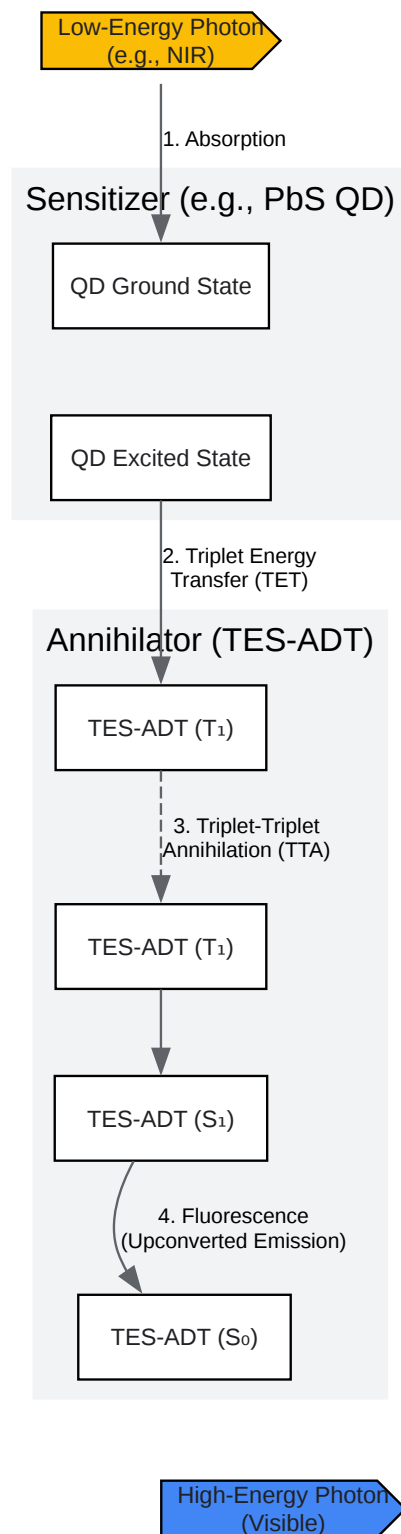 Low-Energy Photon
(e.g., NIR)
1. Absorption
Sensitizer (e.g., PbS QD)
QD Ground State
QD Excited State
2. Triplet Energy
Transfer (TET)
Annihilator (TES-ADT)
TES-ADT (T₁)
3. Triplet-Triplet
Annihilation (TTA)
TES-ADT (T₁)
TES-ADT (S₁)
4. Fluorescence
(Upconverted Emission)
TES-ADT (S₀)
High-Energy Photon
(Visible)